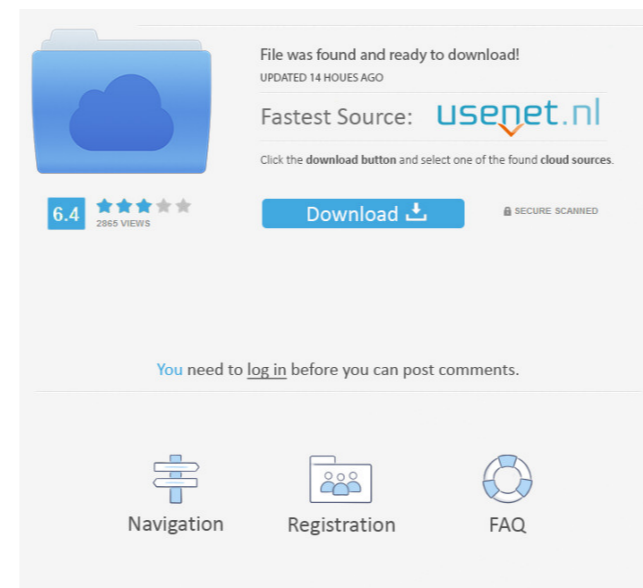 File was found and ready to download!
UPDATED 14 HOUES AGO
Fastest Source: usenet.nl
Click the download button and select one of the found cloud sources.
6.4
2865 VIEWS
Download
SECURE SCANNED
You need to log in before you can post comments.
Navigation
Registration
FAQ